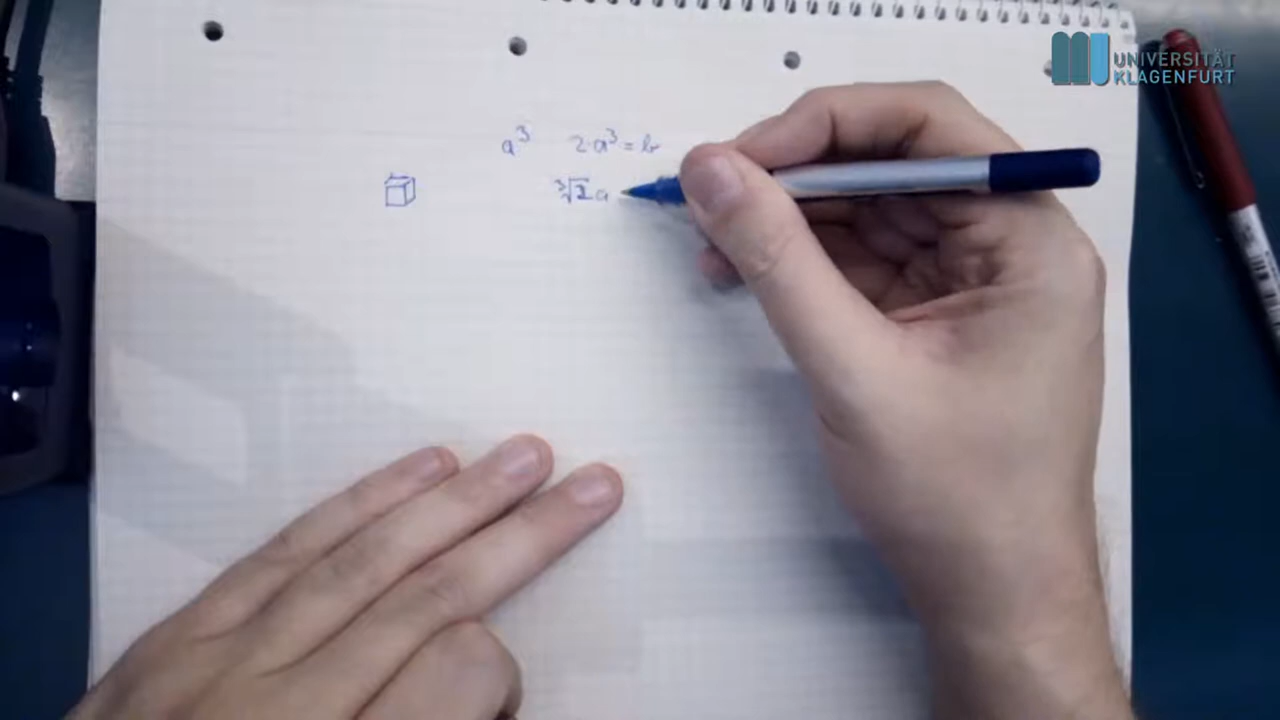 UNIVERSITÄT
KLAGENFURT
a³ 2·a³ = b
∛2 a